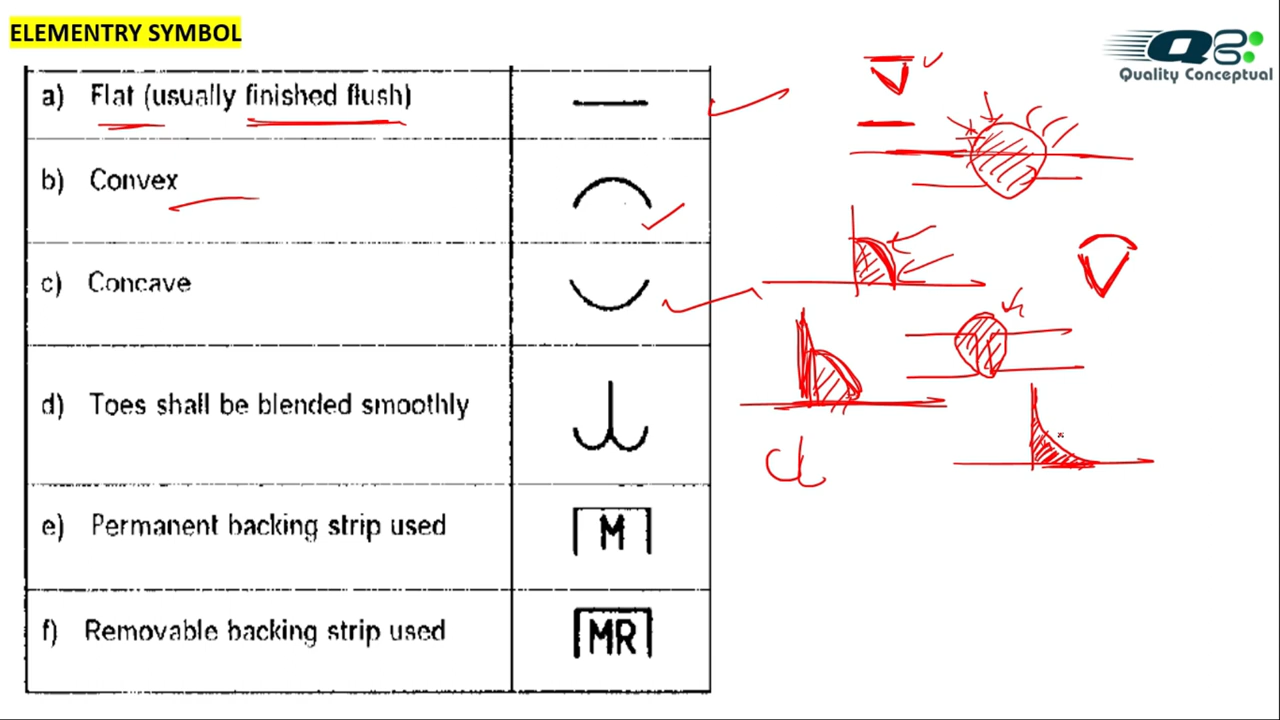 ELEMENTRY SYMBOL
Quality Conceptual
a) Flat (usually finished flush)
b) Convex
c) Concave
d) Toes shall be blended smoothly
e) Permanent backing strip used
M
f) Removable backing strip used
MR